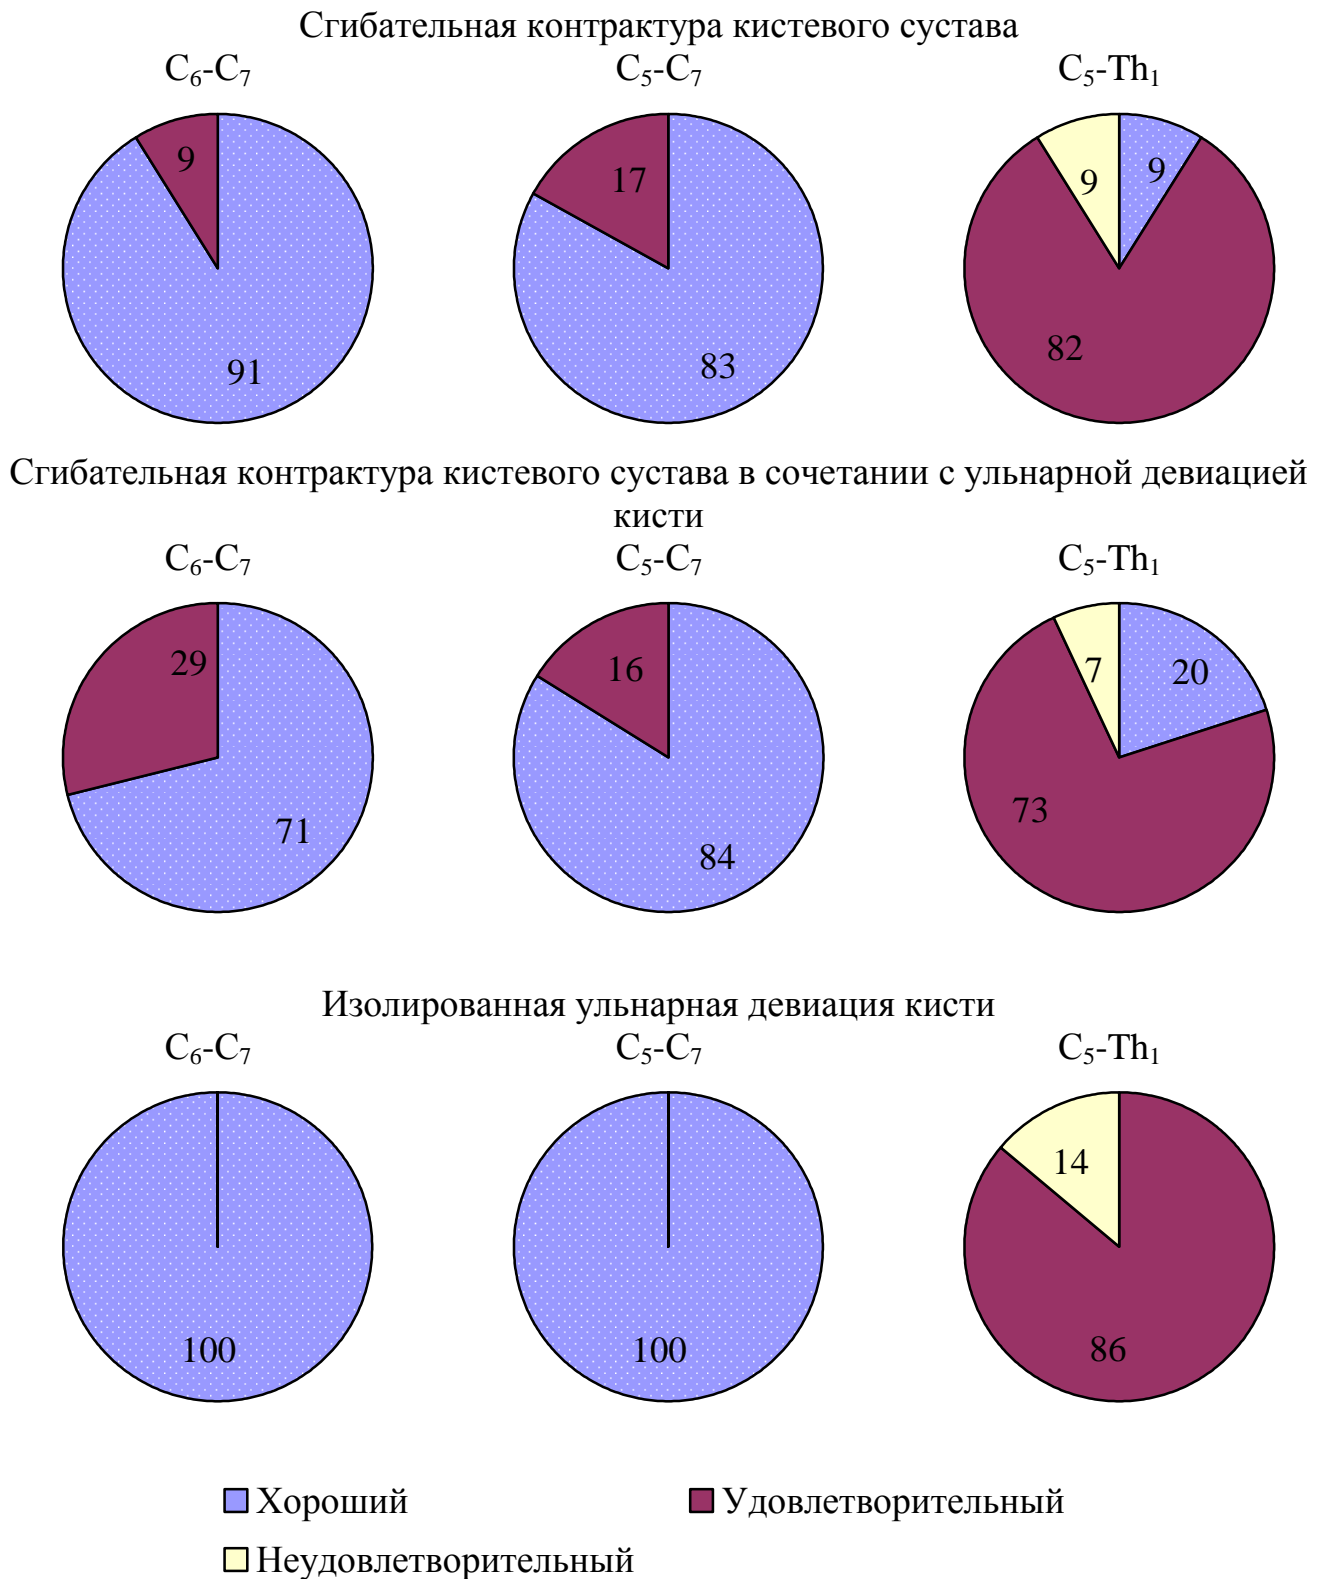 Сгибательная контрактура кистевого сустава
C₆-C₇ C₅-C₇ C₅-Th₁
9 17 9 9
91 83 82
Сгибательная контрактура кистевого сустава в сочетании с ульнарной девиацией
кисти
C₆-C₇ C₅-C₇ C₅-Th₁
29 16 7 20
71 84 73
Изолированная ульнарная девиация кисти
C₆-C₇ C₅-C₇ C₅-Th₁
14
100 100 86
Хороший Удовлетворительный
Неудовлетворительный